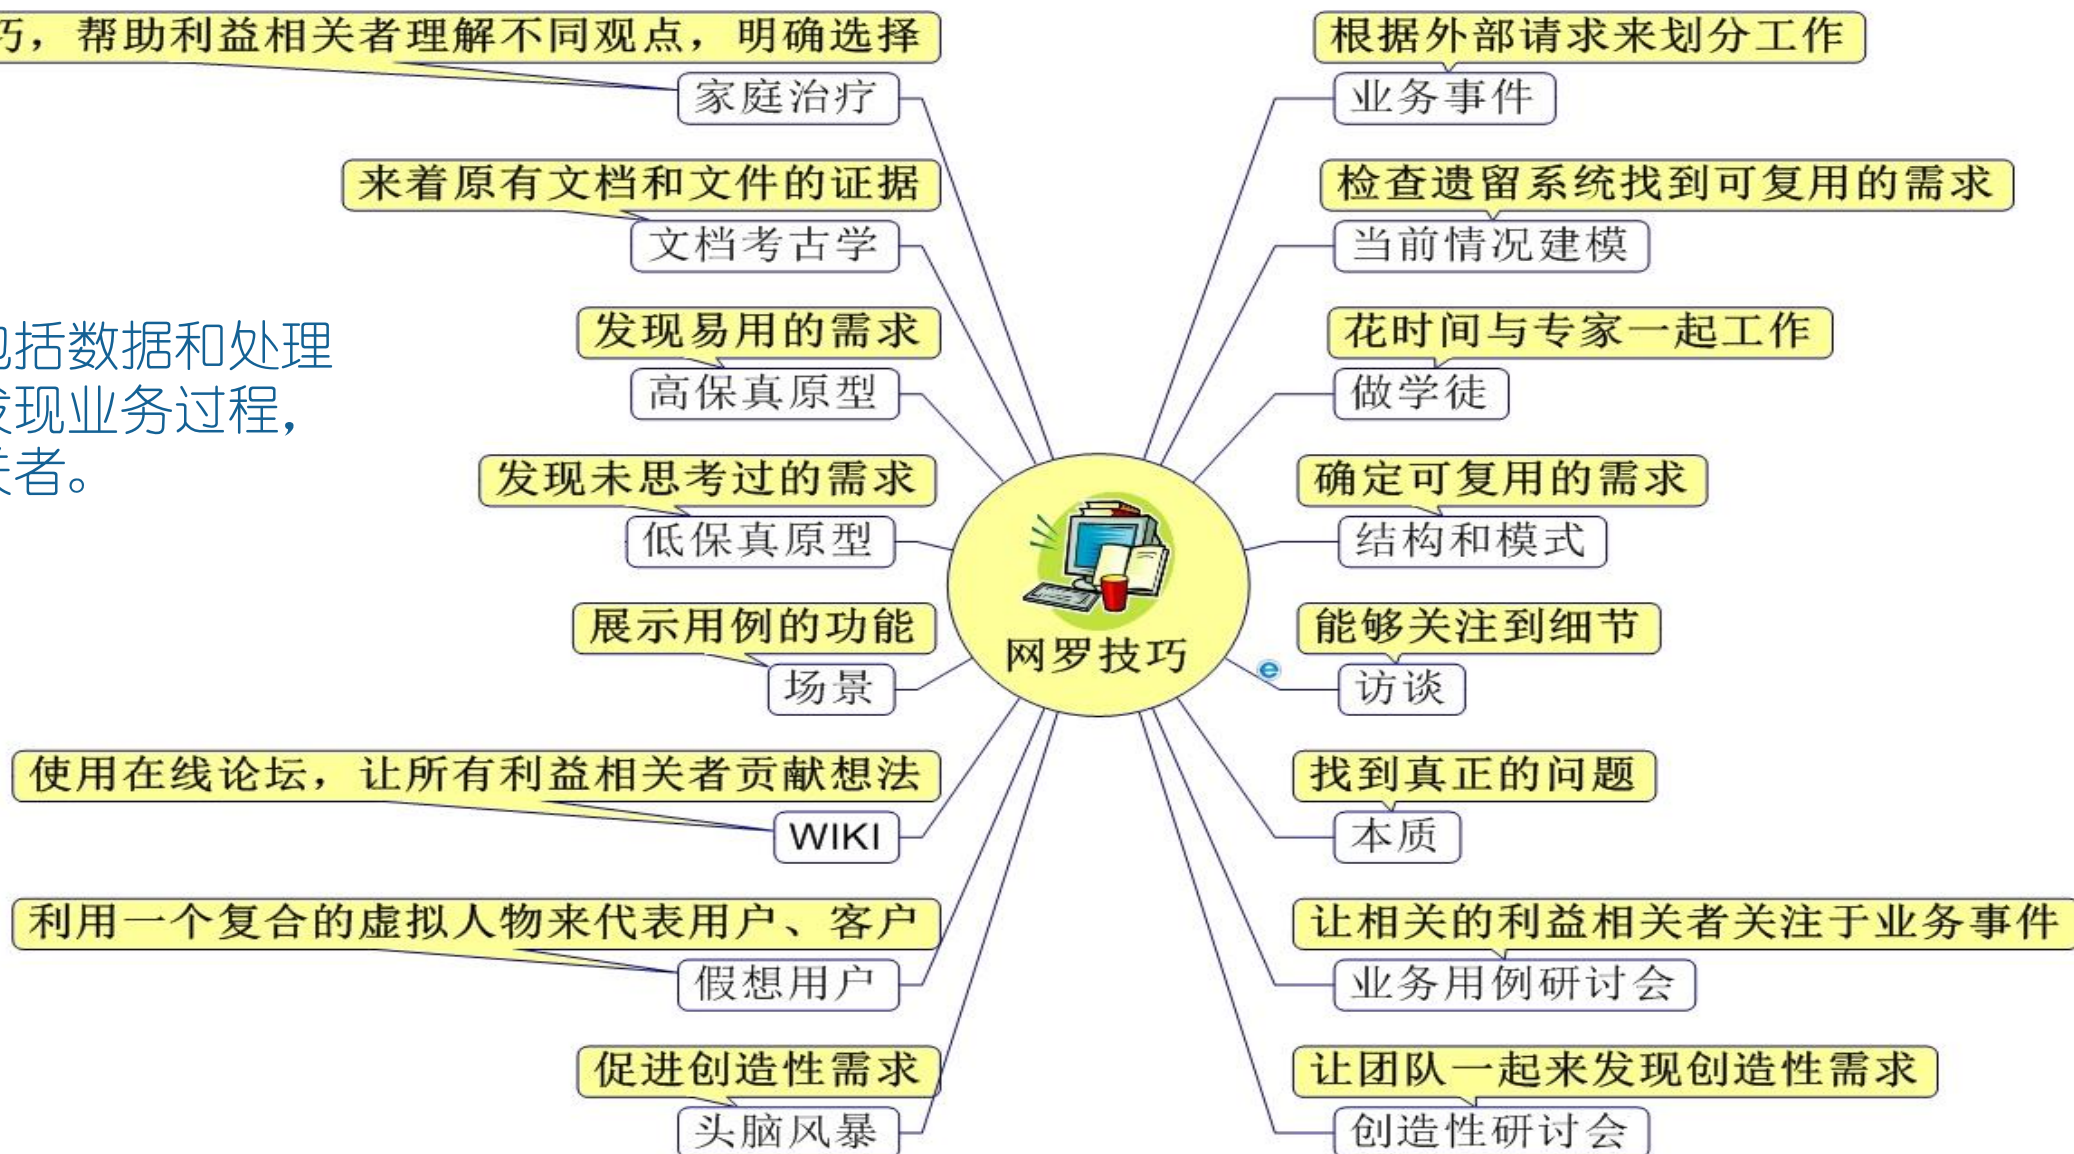 巧，帮助利益相关者理解不同观点，明确选择
家庭治疗
来着原有文档和文件的证据
文档考古学
包括数据和处理
发现业务过程，
关者。
发现易用的需求
高保真原型
发现未思考过的需求
低保真原型
展示用例的功能
场景
使用在线论坛，让所有利益相关者贡献想法
WIKI
利用一个复合的虚拟人物来代表用户、客户
假想用户
促进创造性需求
头脑风暴
网罗技巧
根据外部请求来划分工作
业务事件
检查遗留系统找到可复用的需求
当前情况建模
花时间与专家一起工作
做学徒
确定可复用的需求
结构和模式
能够关注到细节
访谈
找到真正的问题
本质
让相关的利益相关者关注于业务事件
业务用例研讨会
让团队一起来发现创造性需求
创造性研讨会